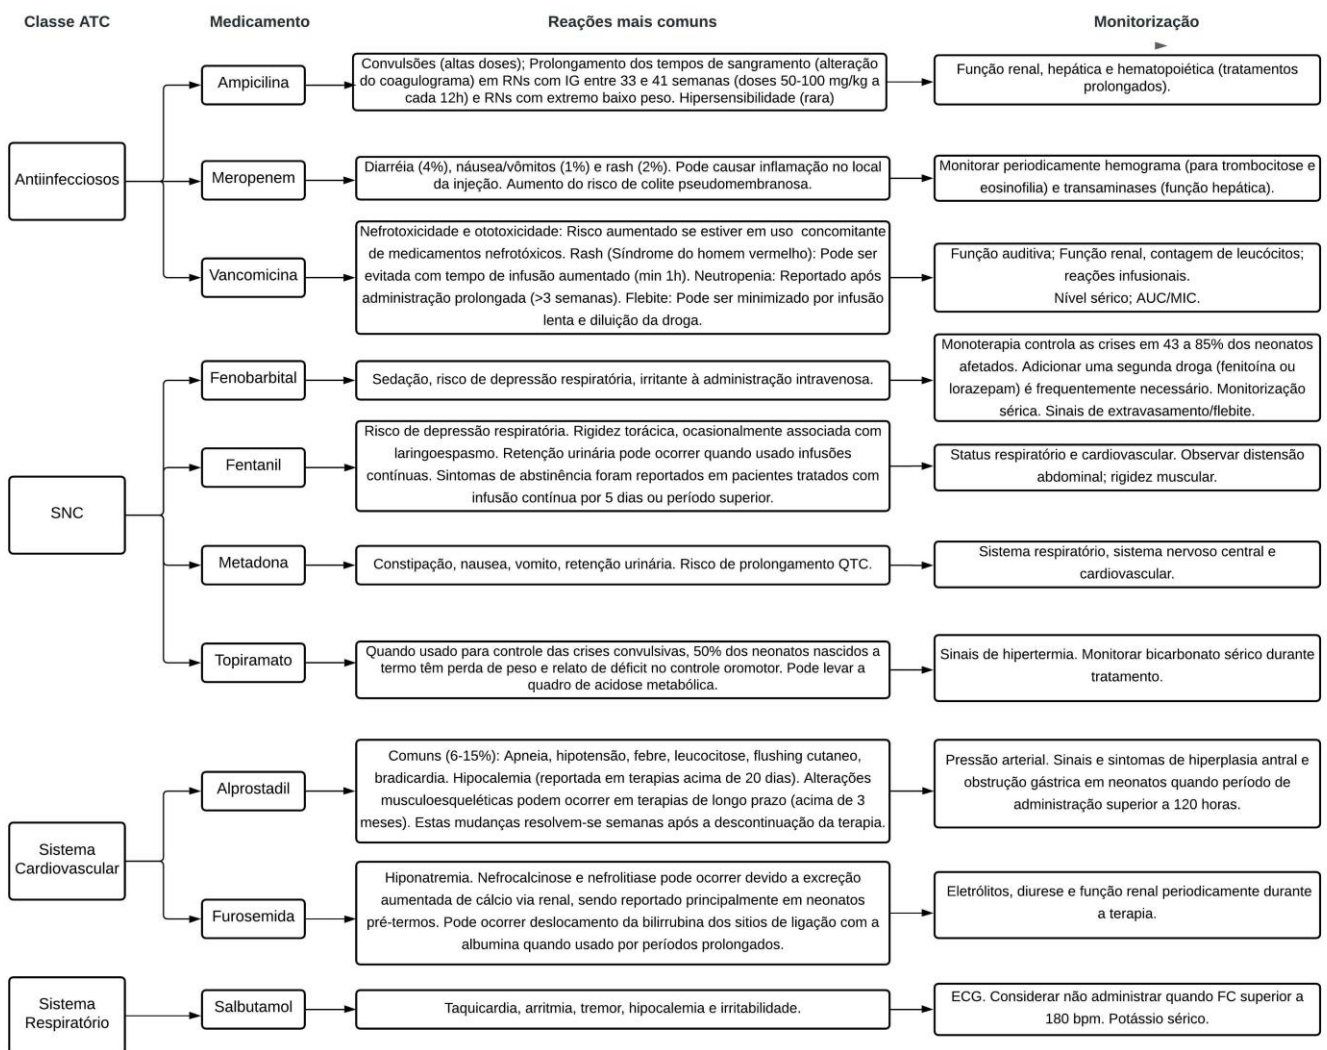 Classe ATC
Medicamento
Reações mais comuns
Monitorização
Antiinfecciosos
Ampicilina
Convulsões (altas doses); Prolongamento dos tempos de sangramento (alteração
do coagulograma) em RNs com IG entre 33 e 41 semanas (doses 50-100 mg/kg a
cada 12h) e RNs com extremo baixo peso. Hipersensibilidade (rara)
Função renal, hepática e hematopoiética (tratamentos
prolongados).
Meropenem
Diarréia (4%), náusea/vômitos (1%) e rash (2%). Pode causar inflamação no local
da injeção. Aumento do risco de colite pseudomembranosa.
Monitorar periodicamente hemograma (para trombocitose e
eosinofilia) e transaminases (função hepática).
Vancomicina
Nefrotoxicidade e ototoxicidade: Risco aumentado se estiver em uso concomitante
de medicamentos nefrotóxicos. Rash (Síndrome do homem vermelho): Pode ser
evitada com tempo de infusão aumentado (min 1h). Neutropenia: Reportado após
administração prolongada (>3 semanas). Flebite: Pode ser minimizado por infusão
lenta e diluição da droga.
Função auditiva; Função renal, contagem de leucócitos;
reações infusionais.
Nível sérico; AUC/MIC.
SNC
Fenobarbital
Sedação, risco de depressão respiratória, irritante à administração intravenosa.
Monoterapia controla as crises em 43 a 85% dos neonatos
afetados. Adicionar uma segunda droga (fenitoína ou
lorazepam) é frequentemente necessário. Monitorização
sérica. Sinais de extravasamento/flebite.
Fentanil
Risco de depressão respiratória. Rigidez torácica, ocasionalmente associada com
laringoespasmo. Retenção urinária pode ocorrer quando usado infusões
contínuas. Sintomas de abstinência foram reportados em pacientes tratados com
infusão contínua por 5 dias ou período superior.
Status respiratório e cardiovascular. Observar distensão
abdominal; rigidez muscular.
Metadona
Constipação, nausea, vomito, retenção urinária. Risco de prolongamento QTC.
Sistema respiratório, sistema nervoso central e
cardiovascular.
Topiramato
Quando usado para controle das crises convulsivas, 50% dos neonatos nascidos a
termo têm perda de peso e relato de déficit no controle oromotor. Pode levar a
quadro de acidose metabólica.
Sinais de hipertermia. Monitorar bicarbonato sérico durante
tratamento.
Sistema
Cardiovascular
Alprostadil
Comuns (6-15%): Apneia, hipotensão, febre, leucocitose, flushing cutaneo,
bradicardia. Hipocalemia (reportada em terapias acima de 20 dias). Alterações
musculoesqueléticas podem ocorrer em terapias de longo prazo (acima de 3
meses). Estas mudanças resolvem-se semanas após a descontinuação da terapia.
Pressão arterial. Sinais e sintomas de hiperplasia antral e
obstrução gástrica em neonatos quando período de
administração superior a 120 horas.
Furosemida
Hiponatremia. Nefrocalcinose e nefrolitiase pode ocorrer devido a excreção
aumentada de cálcio via renal, sendo reportado principalmente em neonatos
pré-termos. Pode ocorrer deslocamento da bilirrubina dos sitios de ligação com a
albumina quando usado por períodos prolongados.
Eletrólitos, diurese e função renal periodicamente durante
a terapia.
Sistema
Respiratório
Salbutamol
Taquicardia, arritmia, tremor, hipocalemia e irritabilidade.
ECG. Considerar não administrar quando FC superior a
180 bpm. Potássio sérico.